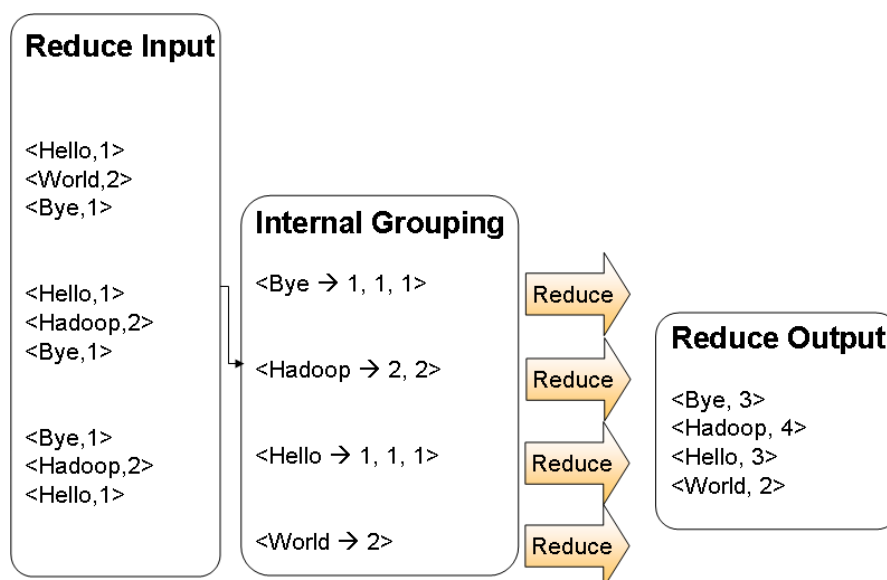 Reduce Input
<Hello,1>
<World,2>
<Bye,1>
<Hello,1>
<Hadoop,2>
<Bye,1>
<Bye,1>
<Hadoop,2>
<Hello,1>
Internal Grouping
<Bye → 1, 1, 1>
<Hadoop → 2, 2>
<Hello → 1, 1, 1>
<World → 2>
Reduce
Reduce
Reduce
Reduce
Reduce Output
<Bye, 3>
<Hadoop, 4>
<Hello, 3>
<World, 2>